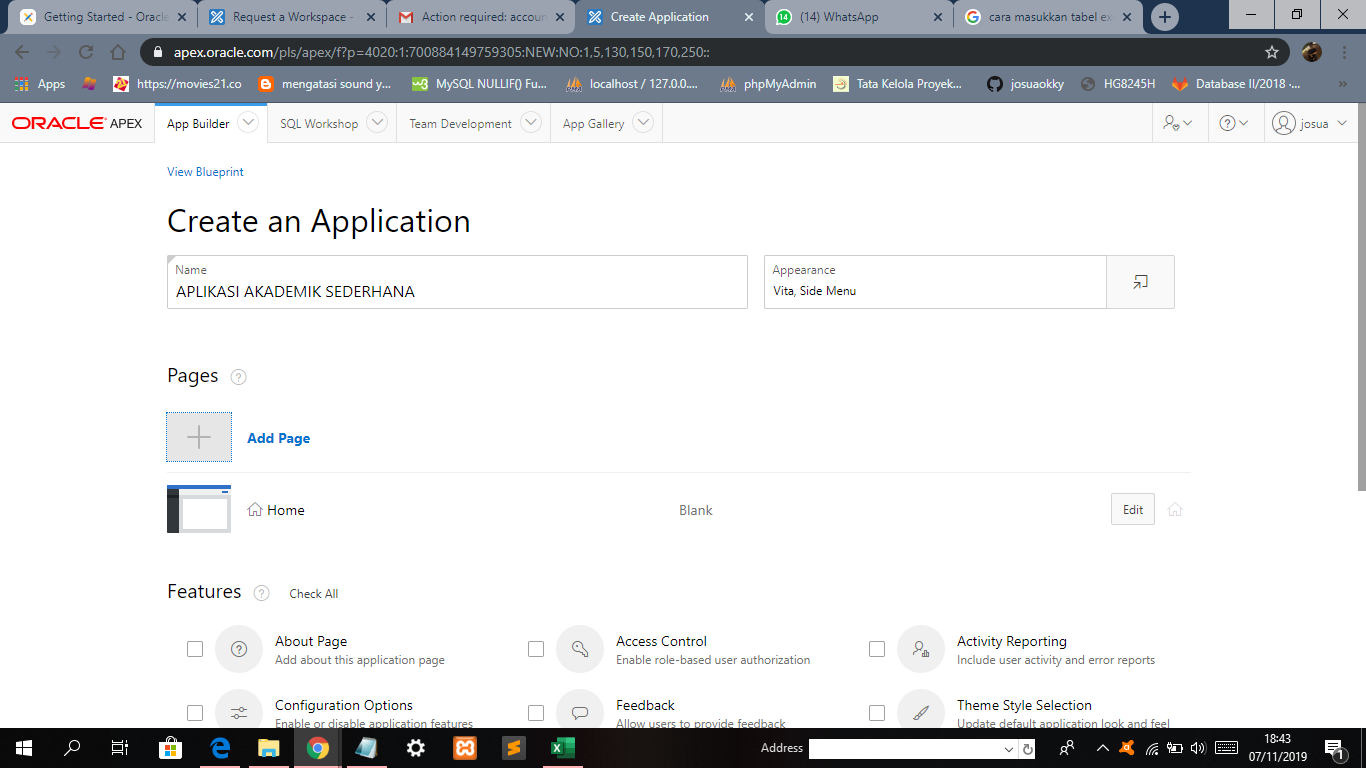 Getting Started - Oracle
Request a Workspace -
Action required: accoun
Create Application
(14) WhatsApp
cara masukkan tabel ex
apex.oracle.com/pls/apex/f?p=4020:1:700884149759305:NEW:NO:1,5,130,150,170,250::
Apps
https://movies21.co
mengatasi sound y...
MySQL NULLIF() Fu...
localhost / 127.0.0....
phpMyAdmin
Tata Kelola Proyek...
josuaokky
HG8245H
Database II/2018 -...
»
ORACLE APEX
App Builder
SQL Workshop
Team Development
App Gallery
josua
View Blueprint
Create an Application
Name
APLIKASI AKADEMIK SEDERHANA
Appearance
Vita, Side Menu
Pages ?
Add Page
Home
Blank
Edit
Features ?
Check All
About Page
Add about this application page
Access Control
Enable role-based user authorization
Activity Reporting
Include user activity and error reports
Configuration Options
Enable or disable application features
Feedback
Allow users to provide feedback
Theme Style Selection
Update default application look and feel
Address
18:43
07/11/2019
1